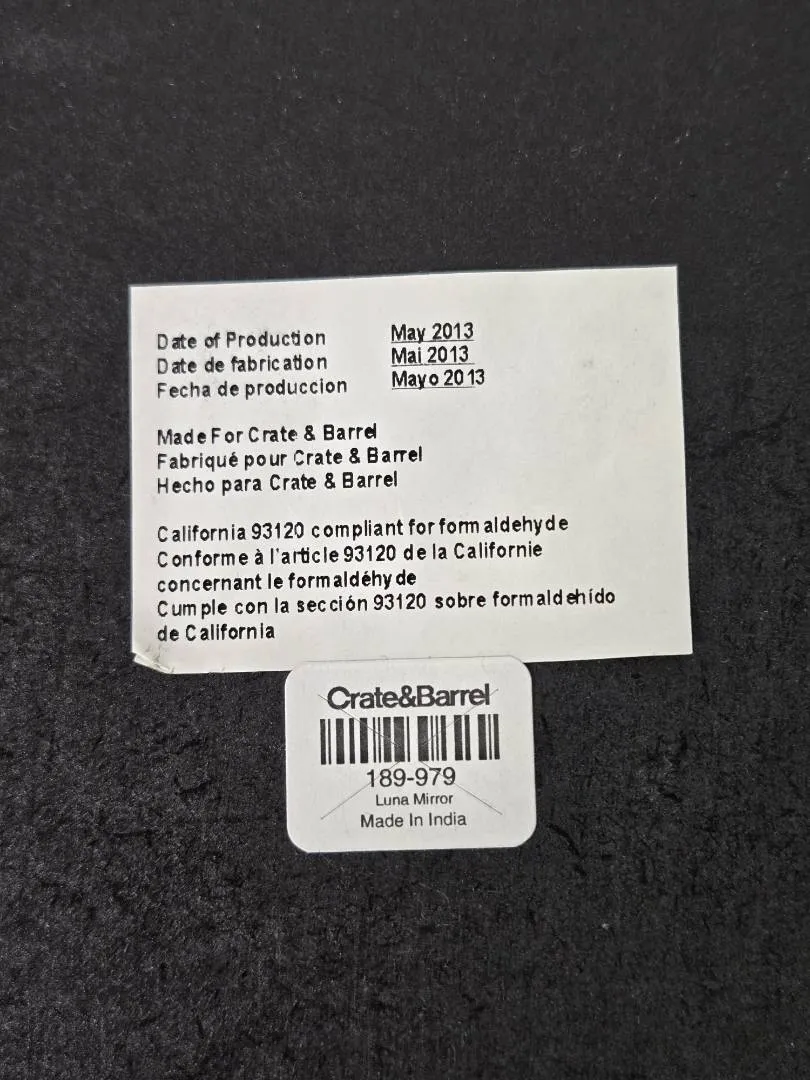 Date of Production May 2013
Date de fabrication Mai 2013
Fecha de produccion Mayo 2013
Made For Crate & Barrel
Fabriqué pour Crate & Barrel
Hecho para Crate & Barrel
California 93120 compliant for formaldehyde
Conforme à l'article 93120 de la Californie
concernant le formaldéhyde
Cumple con la sección 93120 sobre formaldehído
de California
Crate&Barrel
189-979
Luna Mirror
Made In India